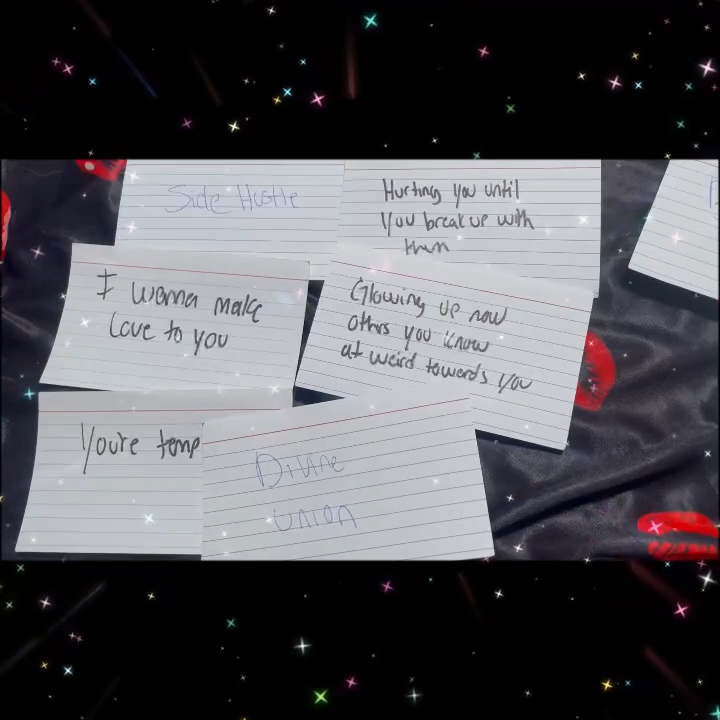 Side Hustle
Hurting you until
you break up with
them
I wanna make
Love to you
Glowing up now
others you know
at weird towards you
You're temp
Divine
union